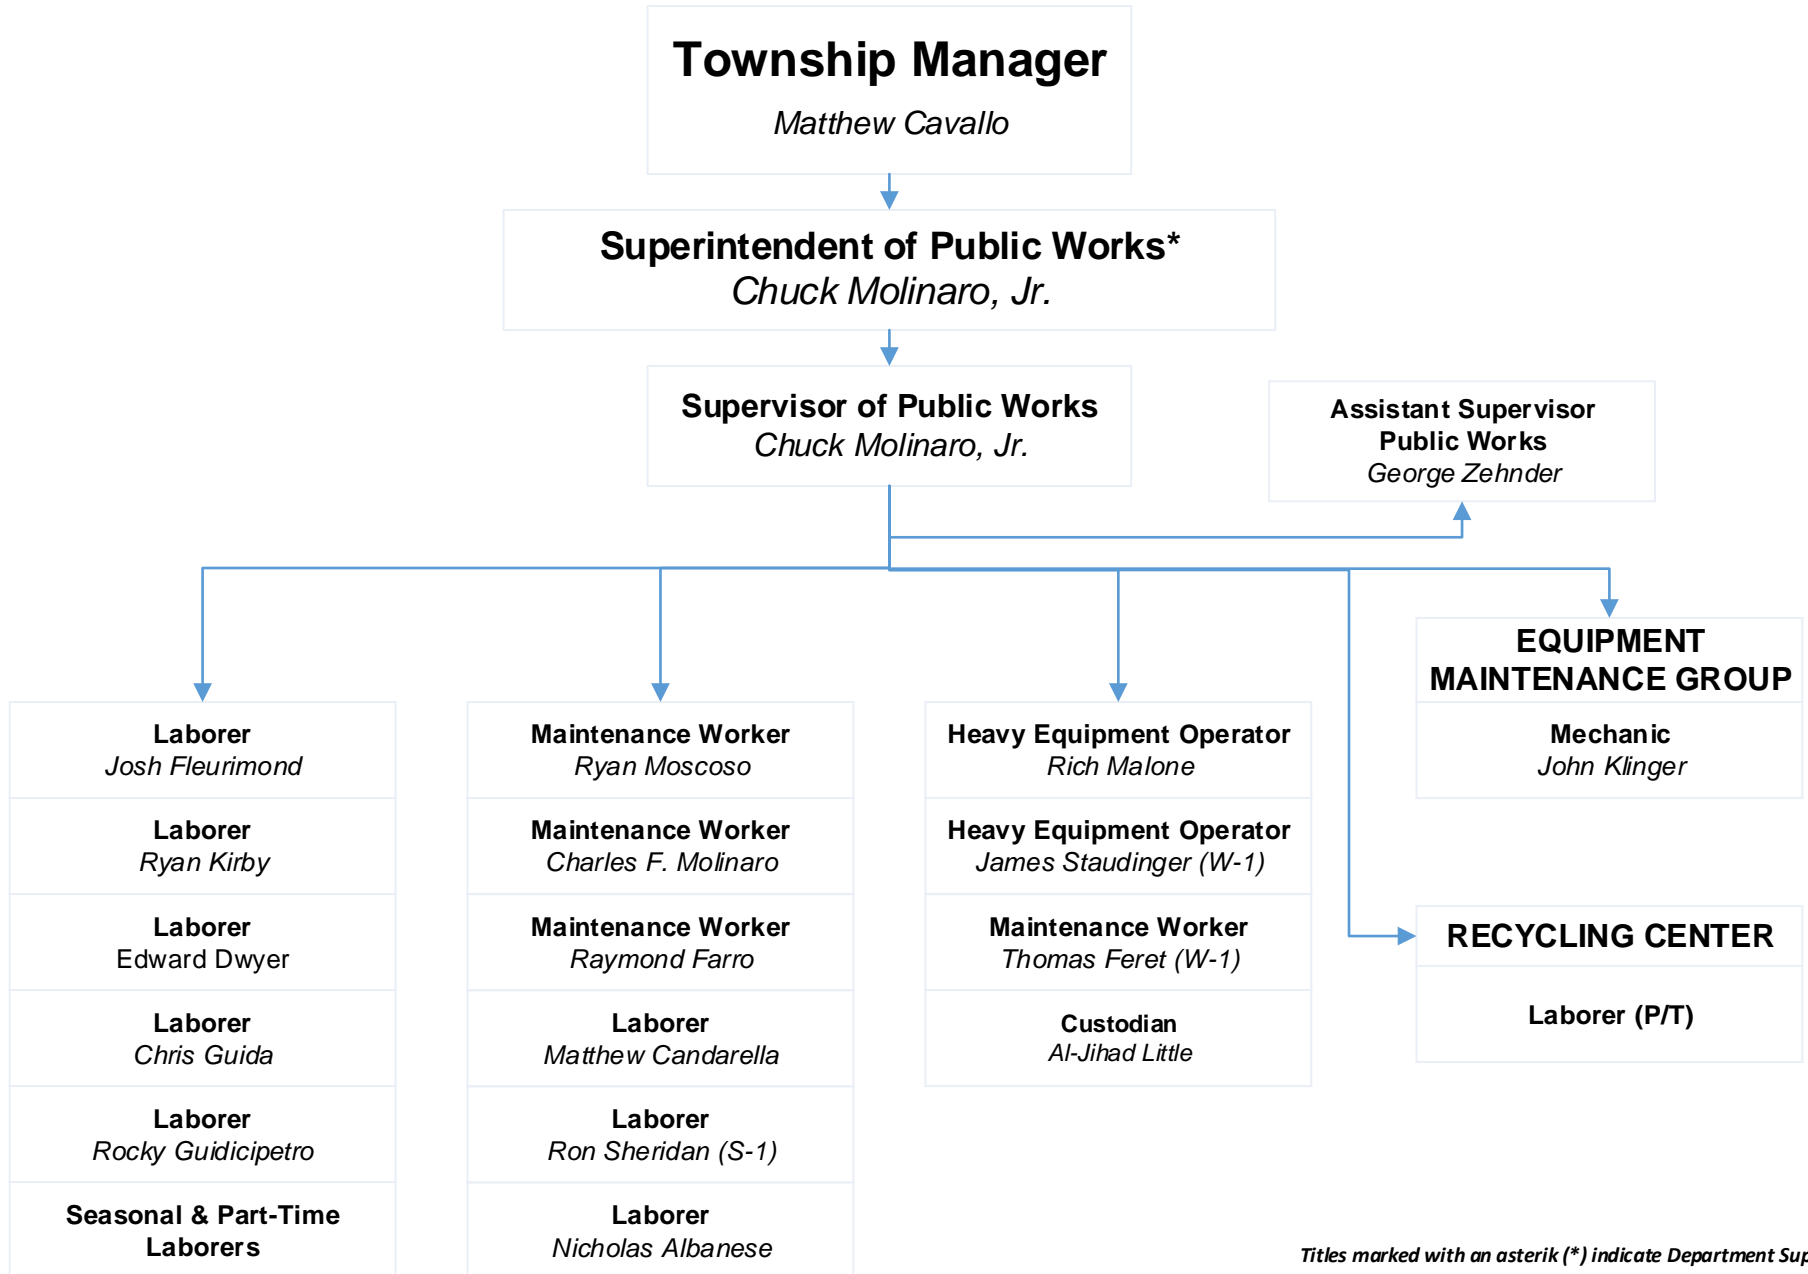 Township Manager
Matthew Cavallo
Superintendent of Public Works*
Chuck Molinaro, Jr.
Supervisor of Public Works
Chuck Molinaro, Jr.
Assistant Supervisor
Public Works
George Zehnder
EQUIPMENT
MAINTENANCE GROUP
Mechanic
John Klinger
RECYCLING CENTER
Laborer (P/T)
Laborer
Josh Fleurimond
Laborer
Ryan Kirby
Laborer
Edward Dwyer
Laborer
Chris Guida
Laborer
Rocky Guidicipetro
Seasonal & Part-Time
Laborers
Maintenance Worker
Ryan Moscoso
Maintenance Worker
Charles F. Molinaro
Maintenance Worker
Raymond Farro
Laborer
Matthew Candarella
Laborer
Ron Sheridan (S-1)
Laborer
Nicholas Albanese
Heavy Equipment Operator
Rich Malone
Heavy Equipment Operator
James Staudinger (W-1)
Maintenance Worker
Thomas Feret (W-1)
Custodian
Al-Jihad Little
Titles marked with an asterik (*) indicate Department Sup